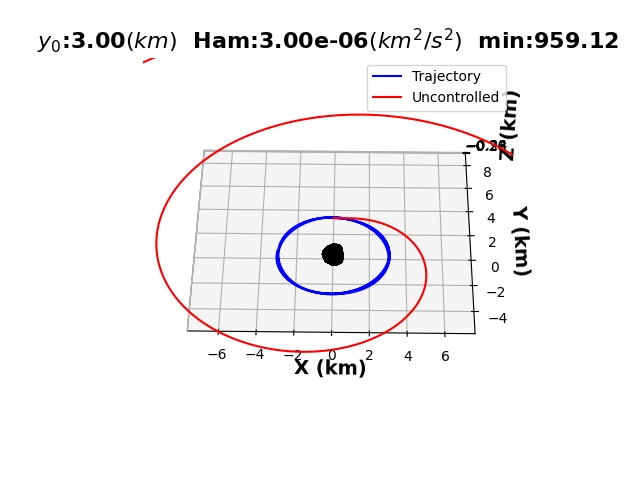 y₀:3.00(km) Ham:3.00e-06(km²/s²) min:959.12
Trajectory
Uncontrolled
Z (km)
8
6
4
2
0
−2
−4
Y (km)
−6
−4
−2
0
2
4
6
X (km)